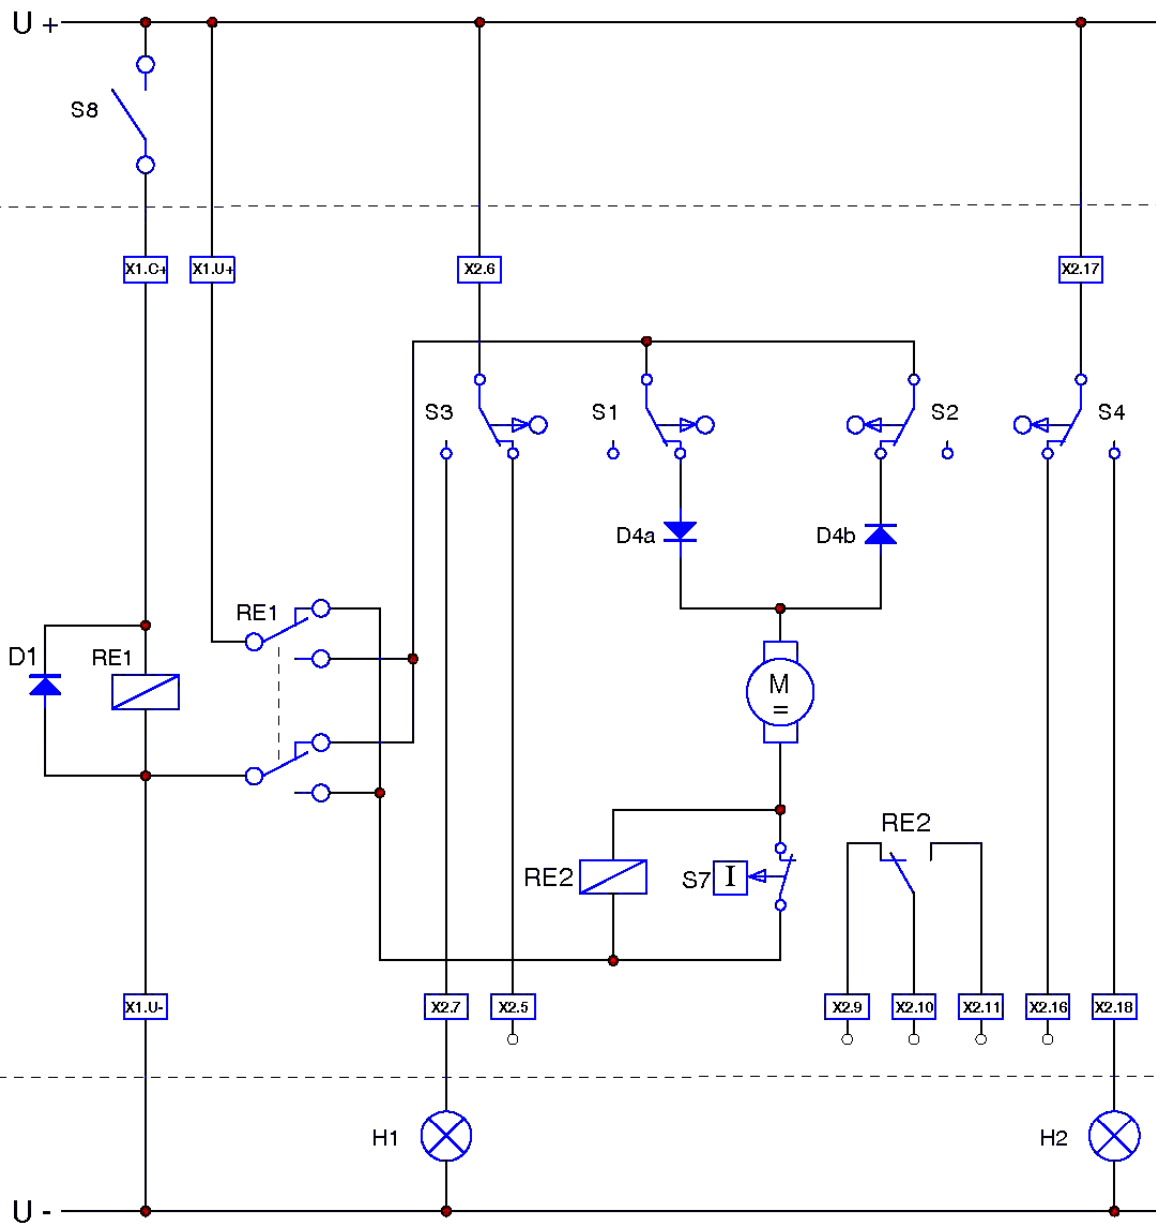 U +
S8
X1.C+ X1.U+ X2.6 X2.17
S3 S1 S2 S4
D4a D4b
RE1
D1 RE1
M
=
RE2
RE2 S7 I
X1.U- X2.7 X2.5 X2.9 X2.10 X2.11 X2.16 X2.18
H1 H2
U -